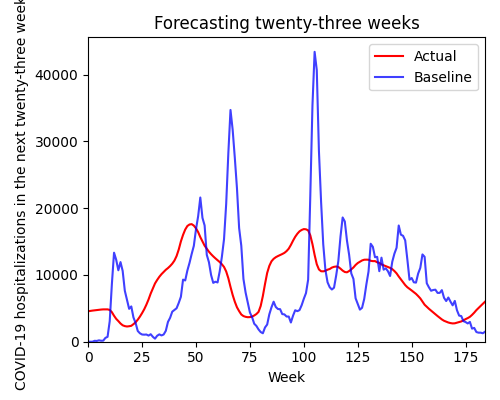 Forecasting twenty-three weeks
COVID-19 hospitalizations in the next twenty-three week
40000
30000
20000
10000
0
Actual
Baseline
0 25 50 75 100 125 150 175
Week